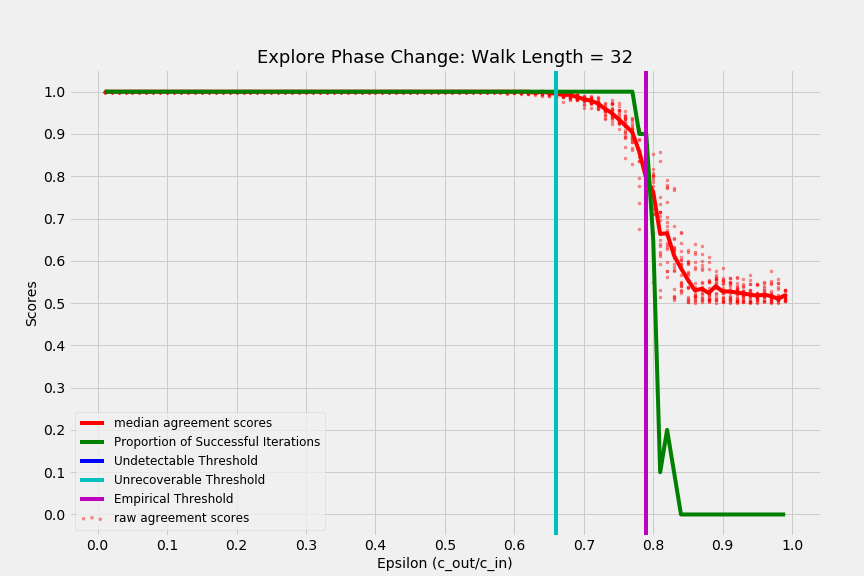 Explore Phase Change: Walk Length = 32
1.0
0.9
0.8
0.7
0.6
0.5
0.4
0.3
0.2
0.1
0.0
Scores
median agreement scores
Proportion of Successful Iterations
Undetectable Threshold
Unrecoverable Threshold
Empirical Threshold
raw agreement scores
0.0 0.1 0.2 0.3 0.4 0.5 0.6 0.7 0.8 0.9 1.0
Epsilon (c_out/c_in)